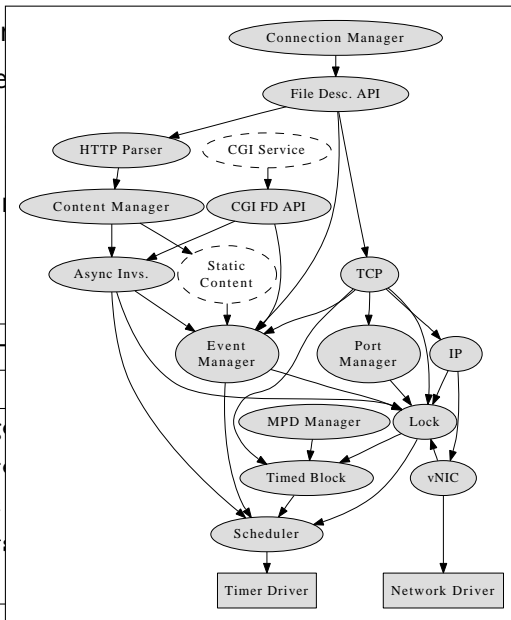 Connection Manager
File Desc. API
HTTP Parser
CGI Service
Content Manager
CGI FD API
Async Invs.
Static
Content
TCP
Event
Manager
Port
Manager
IP
MPD Manager
Lock
Timed Block
vNIC
Scheduler
Timer Driver
Network Driver